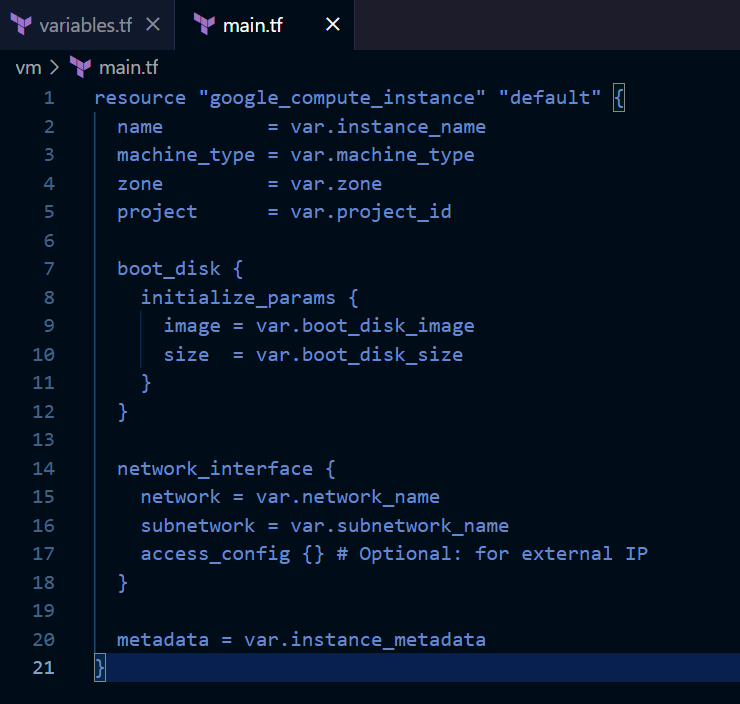 variables.tf
main.tf
vm > main.tf
1 resource "google_compute_instance" "default" {
2   name         = var.instance_name
3   machine_type = var.machine_type
4   zone         = var.zone
5   project      = var.project_id
6
7   boot_disk {
8     initialize_params {
9       image = var.boot_disk_image
10       size  = var.boot_disk_size
11     }
12   }
13
14   network_interface {
15     network = var.network_name
16     subnetwork = var.subnetwork_name
17     access_config {} # Optional: for external IP
18   }
19
20   metadata = var.instance_metadata
21 }